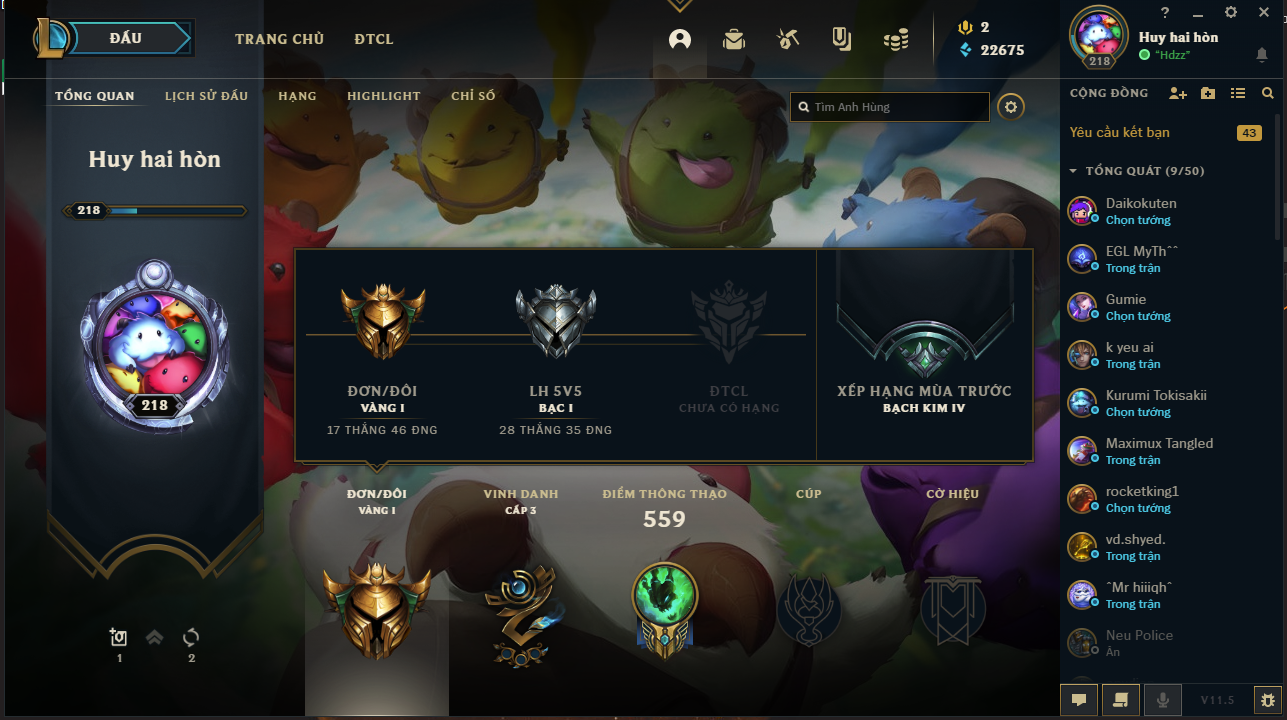 ĐẤU
TRANG CHỦ
ĐTCL
2
22675
?
Huy hai hòn
"Hdzz"
218
TỔNG QUAN
LỊCH SỬ ĐẤU
HẠNG
HIGHLIGHT
CHỈ SỐ
Tìm Anh Hùng
Huy hai hòn
218
218
1
2
ĐƠN/ĐÔI
VÀNG I
17 THẮNG 46 ĐNG
LH 5V5
BẠC I
28 THẮNG 35 ĐNG
ĐTCL
CHƯA CÓ HẠNG
XẾP HẠNG MÙA TRƯỚC
BẠCH KIM IV
ĐƠN/ĐÔI
VÀNG I
VINH DANH
CẤP 3
ĐIỂM THÔNG THẠO
559
CÚP
CỜ HIỆU
CỘNG ĐỒNG
Yêu cầu kết bạn
43
TỔNG QUÁT (9/50)
Daikokuten
Chọn tướng
EGL MyTh^^
Trong trận
Gumie
Chọn tướng
k yeu ai
Trong trận
Kurumi Tokisakii
Chọn tướng
Maximux Tangled
Trong trận
rocketking1
Chọn tướng
vd.shyed.
Trong trận
^Mr hiiiqh^
Trong trận
Neu Police
Ẩn
V11.5